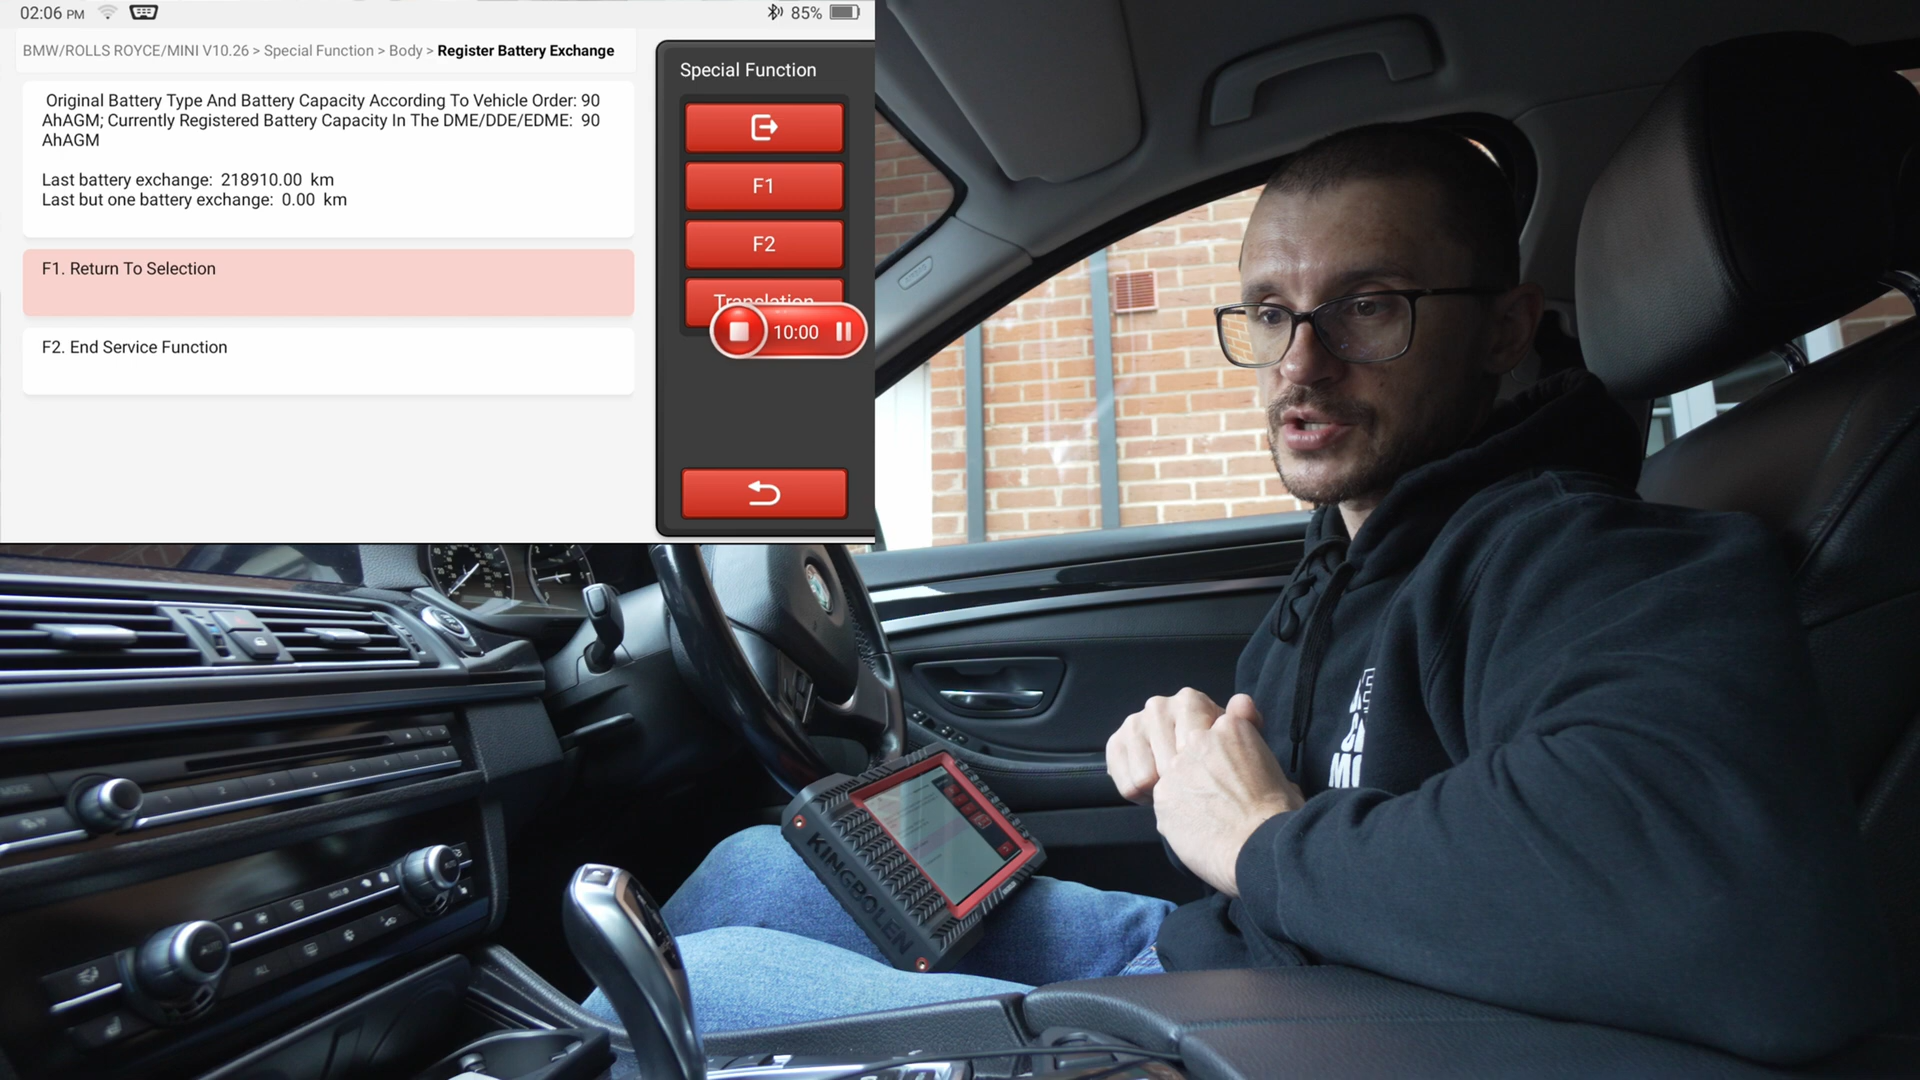 02:06 PM
85%
BMW/ROLLS ROYCE/MINI V10.26 > Special Function > Body > Register Battery Exchange
Original Battery Type And Battery Capacity According To Vehicle Order: 90
AhAGM; Currently Registered Battery Capacity In The DME/DDE/EDME: 90
AhAGM
Last battery exchange: 218910.00 km
Last but one battery exchange: 0.00 km
F1. Return To Selection
F2. End Service Function
Special Function
F1
F2
Translation
10:00
KINGBOLEN